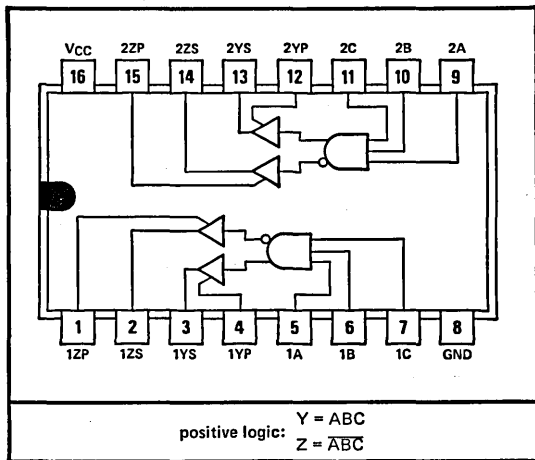 VCC 2ZP 2ZS 2YS 2YP 2C 2B 2A
16 15 14 13 12 11 10 9
1 2 3 4 5 6 7 8
1ZP 1ZS 1YS 1YP 1A 1B 1C GND
positive logic:
Y = ABC
Z = A̅B̅C̅